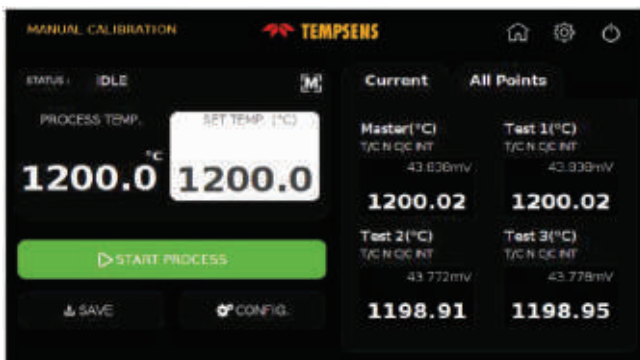 MANUAL CALIBRATION
TEMPSENS
STATUS: IDLE
M
PROCESS TEMP.
°C
1200.0
SET TEMP. (°C)
1200.0
START PROCESS
SAVE
CONFIG.
Current All Points
Master(°C) Test 1(°C)
T/C N CJC INT T/C N CJC INT
43.838mV 43.838mV
1200.02 1200.02
Test 2(°C) Test 3(°C)
T/C N CJC INT T/C N CJC INT
43.772mV 43.778mV
1198.91 1198.95